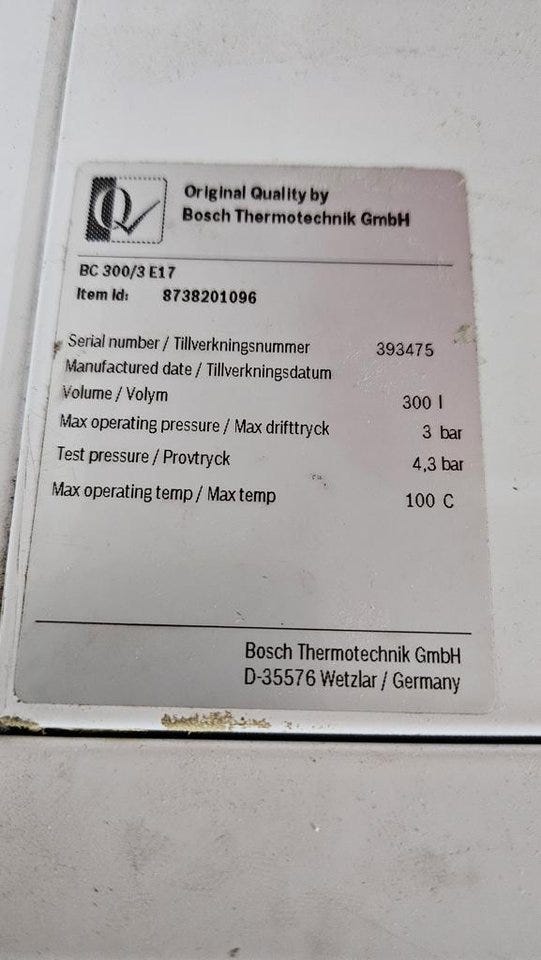 Original Quality by
Bosch Thermotechnik GmbH
BC 300/3 E17
Item Id: 8738201096
Serial number / Tillverkningsnummer 393475
Manufactured date / Tillverkningsdatum
Volume / Volym 300 l
Max operating pressure / Max drifttryck 3 bar
Test pressure / Provtryck 4,3 bar
Max operating temp / Max temp 100 C
Bosch Thermotechnik GmbH
D-35576 Wetzlar / Germany